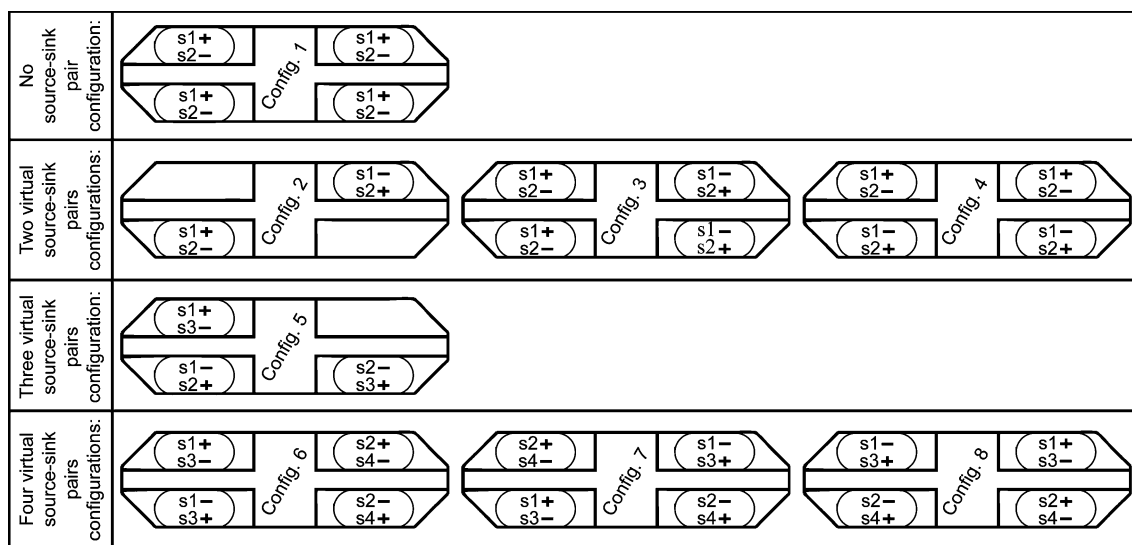 No
source-sink
pair
configuration:
s1+ s1+
s2− s2−
Config. 1
s1+ s1+
s2− s2−
Two virtual
source-sink
pairs
configurations:
s1−
s2+
Config. 2
s1+
s2−
s1+ s1−
s2− s2+
Config. 3
s1+ s1−
s2− s2+
s1+ s1+
s2− s2−
Config. 4
s1− s1−
s2+ s2+
Three virtual
source-sink
pairs
configuration:
s1+
s3−
Config. 5
s1− s2−
s2+ s3+
Four virtual
source-sink
pairs
configurations:
s1+ s2+
s3− s4−
Config. 6
s1− s2−
s3+ s4+
s2+ s1−
s4− s3+
Config. 7
s1+ s2−
s3− s4+
s1− s1+
s3+ s3−
Config. 8
s2− s2+
s4+ s4−